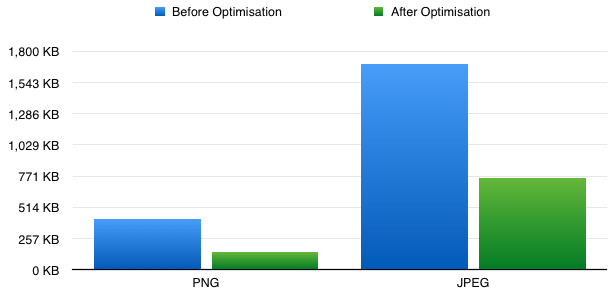 Before Optimisation
After Optimisation
1,800 KB
1,543 KB
1,286 KB
1,029 KB
771 KB
514 KB
257 KB
0 KB
PNG
JPEG